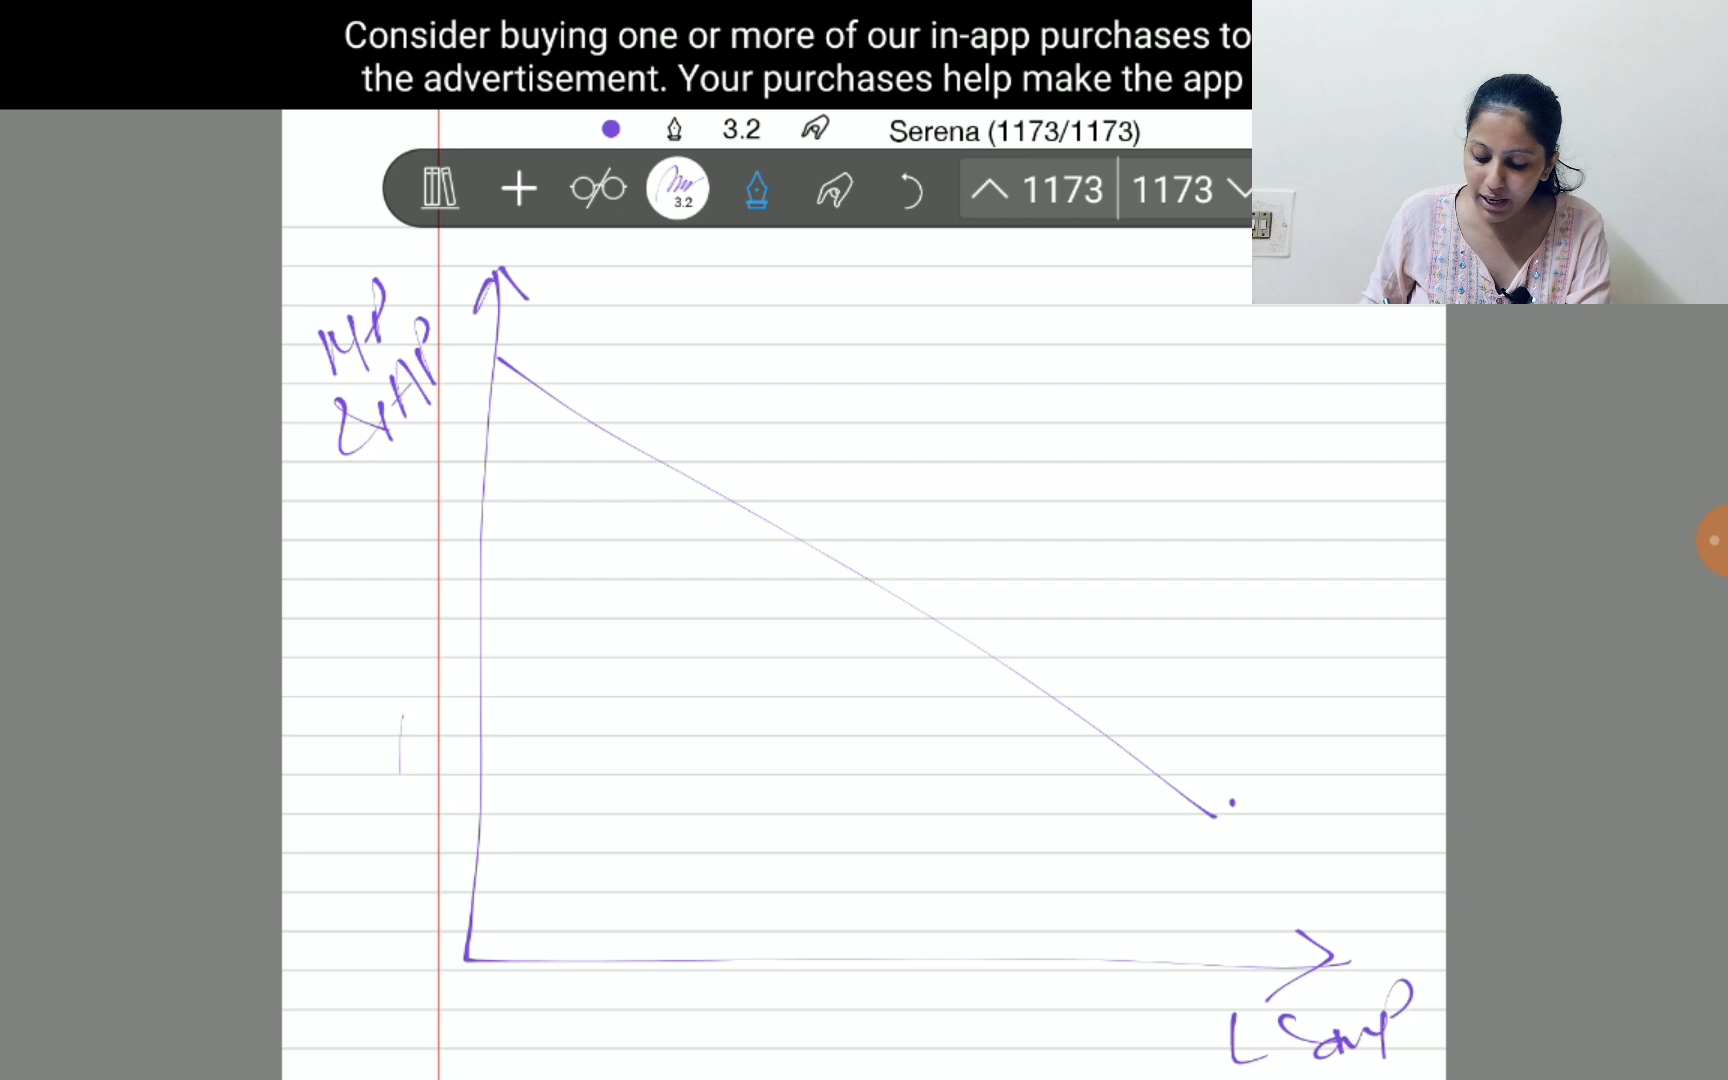 Consider buying one or more of our in-app purchases to
the advertisement. Your purchases help make the app
3.2 Serena (1173/1173)
3.2 1173 1173
MP
& AP
L